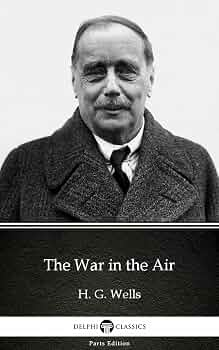 The War in the Air
H. G. Wells
DELPHI CLASSICS
Parts Edition